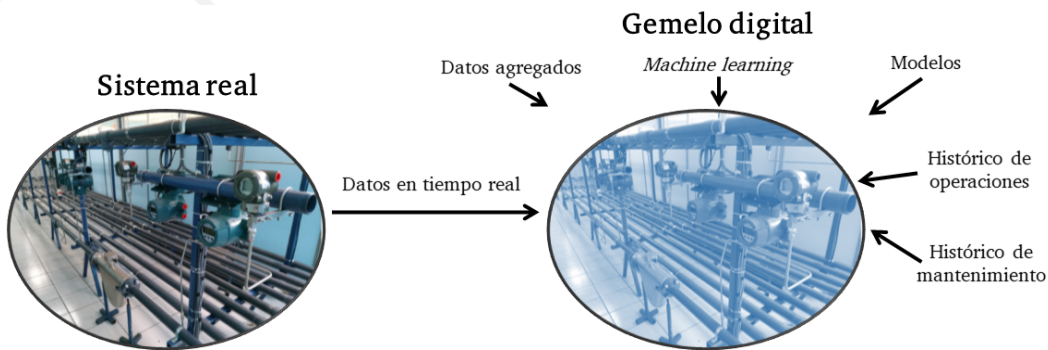 Gemelo digital
Sistema real
Datos agregados
Machine learning
Modelos
Datos en tiempo real
Histórico de
operaciones
Histórico de
mantenimiento